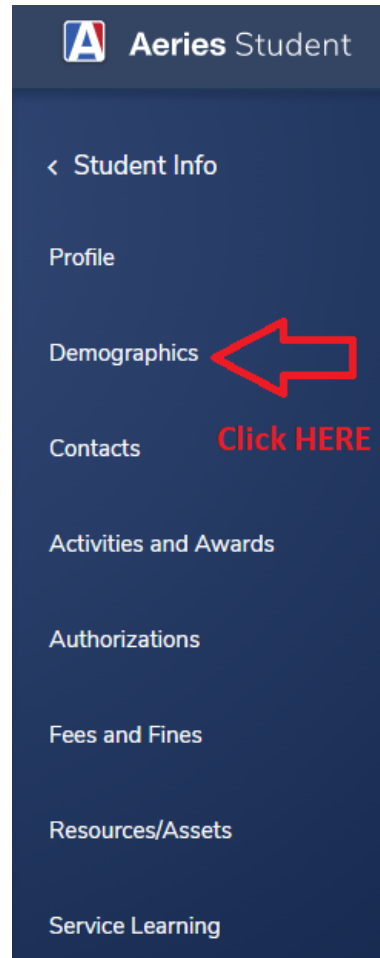 Aeries Student
< Student Info
Profile
Demographics
Click HERE
Contacts
Activities and Awards
Authorizations
Fees and Fines
Resources/Assets
Service Learning